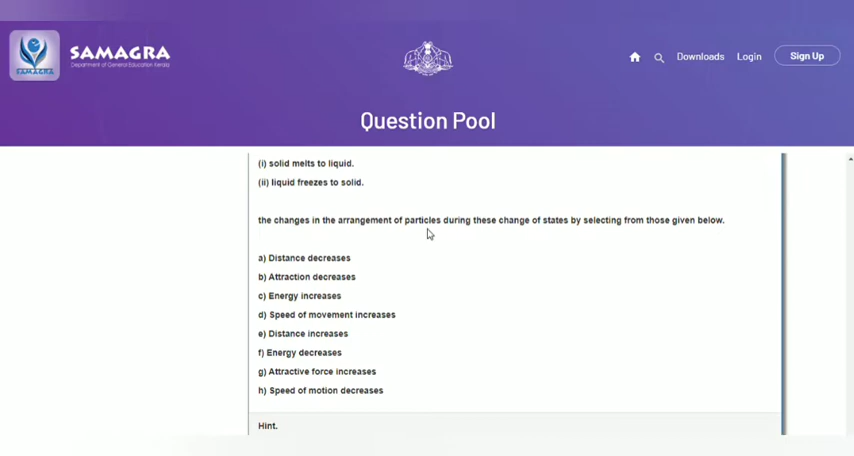 SAMAGRA
Department of General Education Kerala
SAMAGRA
Downloads
Login
Sign Up
Question Pool
(i) solid melts to liquid.
(ii) liquid freezes to solid.
the changes in the arrangement of particles during these change of states by selecting from those given below.
a) Distance decreases
b) Attraction decreases
c) Energy increases
d) Speed of movement increases
e) Distance increases
f) Energy decreases
g) Attractive force increases
h) Speed of motion decreases
Hint.